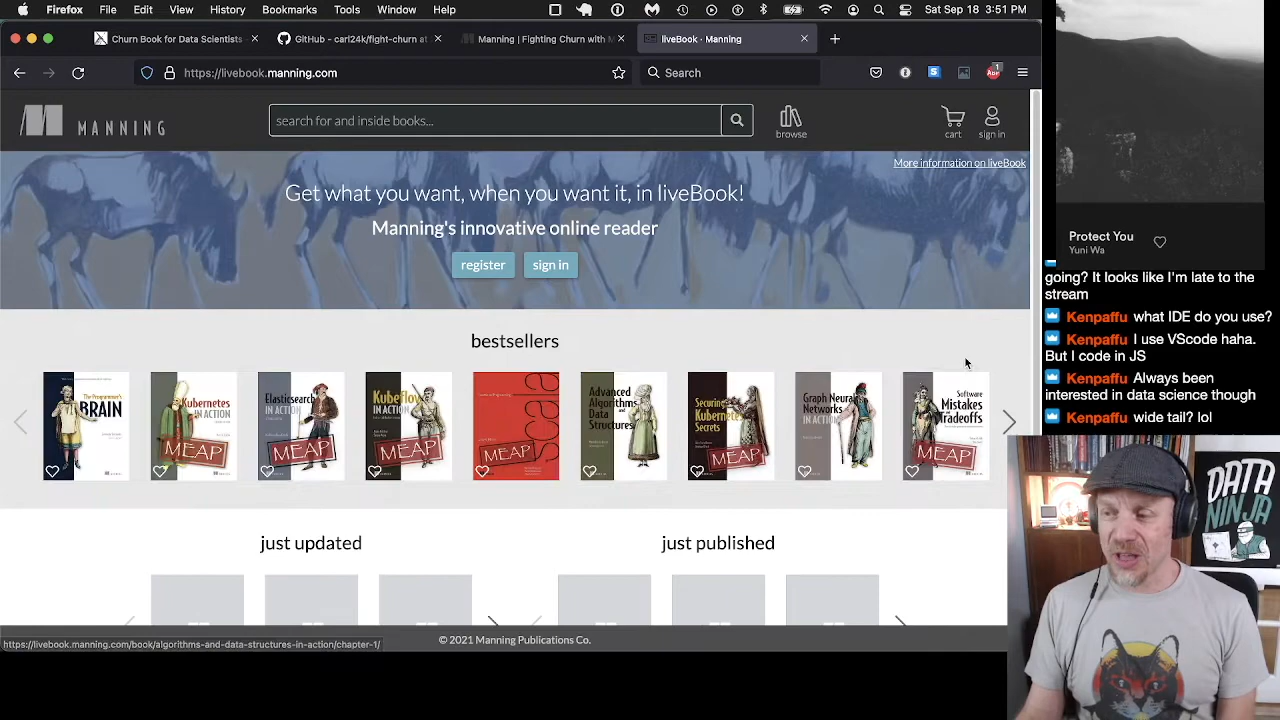 Firefox File Edit View History Bookmarks Tools Window Help Sat Sep 18 3:51 PM
Churn Book for Data Scientists
GitHub - carl24k/fight-churn at
Manning | Fighting Churn with
liveBook · Manning
https://livebook.manning.com
Search
1
MANNING
search for and inside books...
browse
cart
sign in
More information on liveBook
Get what you want, when you want it, in liveBook!
Manning's innovative online reader
register
sign in
bestsellers
The Programmer's
BRAIN
Kubernetes
IN ACTION
MEAP
Elasticsearch
IN ACTION
MEAP
Kubeflow
IN ACTION
MEAP
MEAP
Advanced
Algorithms
and
Data
Structures
Securing
Kubernetes
Secrets
MEAP
Graph Neural
Networks
IN ACTION
MEAP
Software
Mistakes
Tradeoffs
MEAP
just updated
just published
© 2021 Manning Publications Co.
https://livebook.manning.com/book/algorithms-and-data-structures-in-action/chapter-1/
Protect You
Yuni Wa
going? It looks like I'm late to the
stream
Kenpaffu what IDE do you use?
Kenpaffu I use VScode haha.
But I code in JS
Kenpaffu Always been
interested in data science though
Kenpaffu wide tail? lol
DATA
NINJA